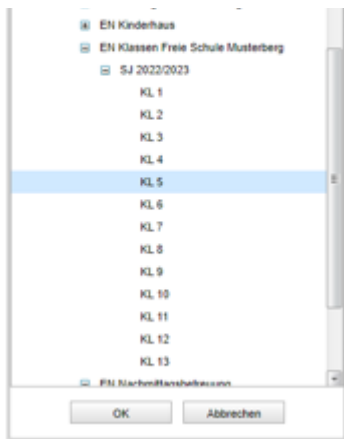 EN Kinderhaus
EN Klassen Freie Schule Musterberg
SJ 2022/2023
KL 1
KL 2
KL 3
KL 4
KL 5
KL 6
KL 7
KL 8
KL 9
KL 10
KL 11
KL 12
KL 13
EN Nachmittagsbetreuung
OK
Abbrechen